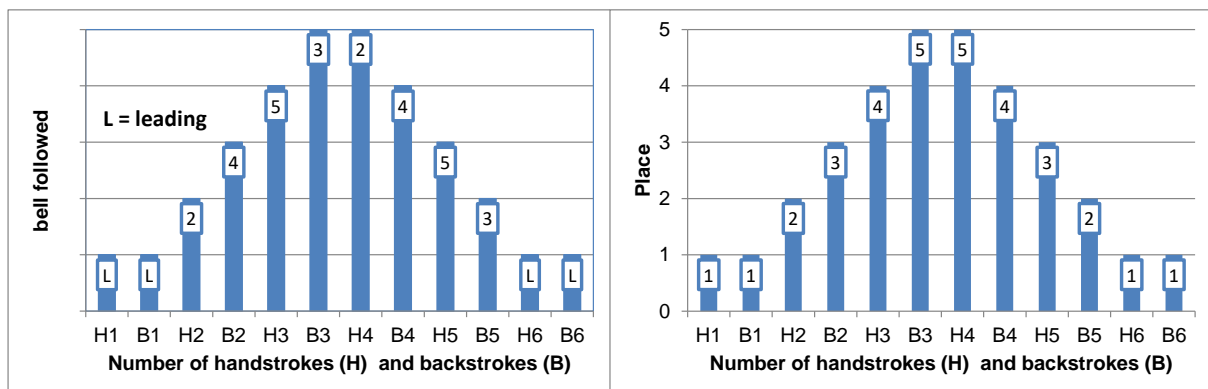 bell followed
L = leading
L L 2 4 5 3 2 4 5 3 L L
H1 B1 H2 B2 H3 B3 H4 B4 H5 B5 H6 B6
Number of handstrokes (H) and backstrokes (B)
Place
5
4
3
2
1
0
1 1 2 3 4 5 5 4 3 2 1 1
H1 B1 H2 B2 H3 B3 H4 B4 H5 B5 H6 B6
Number of handstrokes (H) and backstrokes (B)